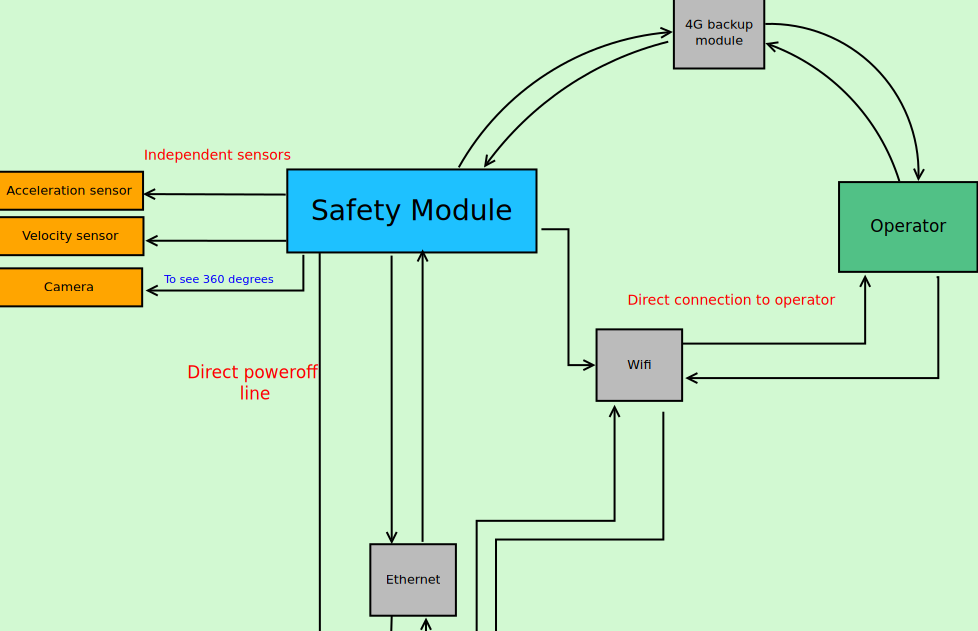 4G backup
module
Independent sensors
Acceleration sensor
Safety Module
Velocity sensor
Operator
To see 360 degrees
Camera
Direct connection to operator
Wifi
Direct poweroff
line
Ethernet